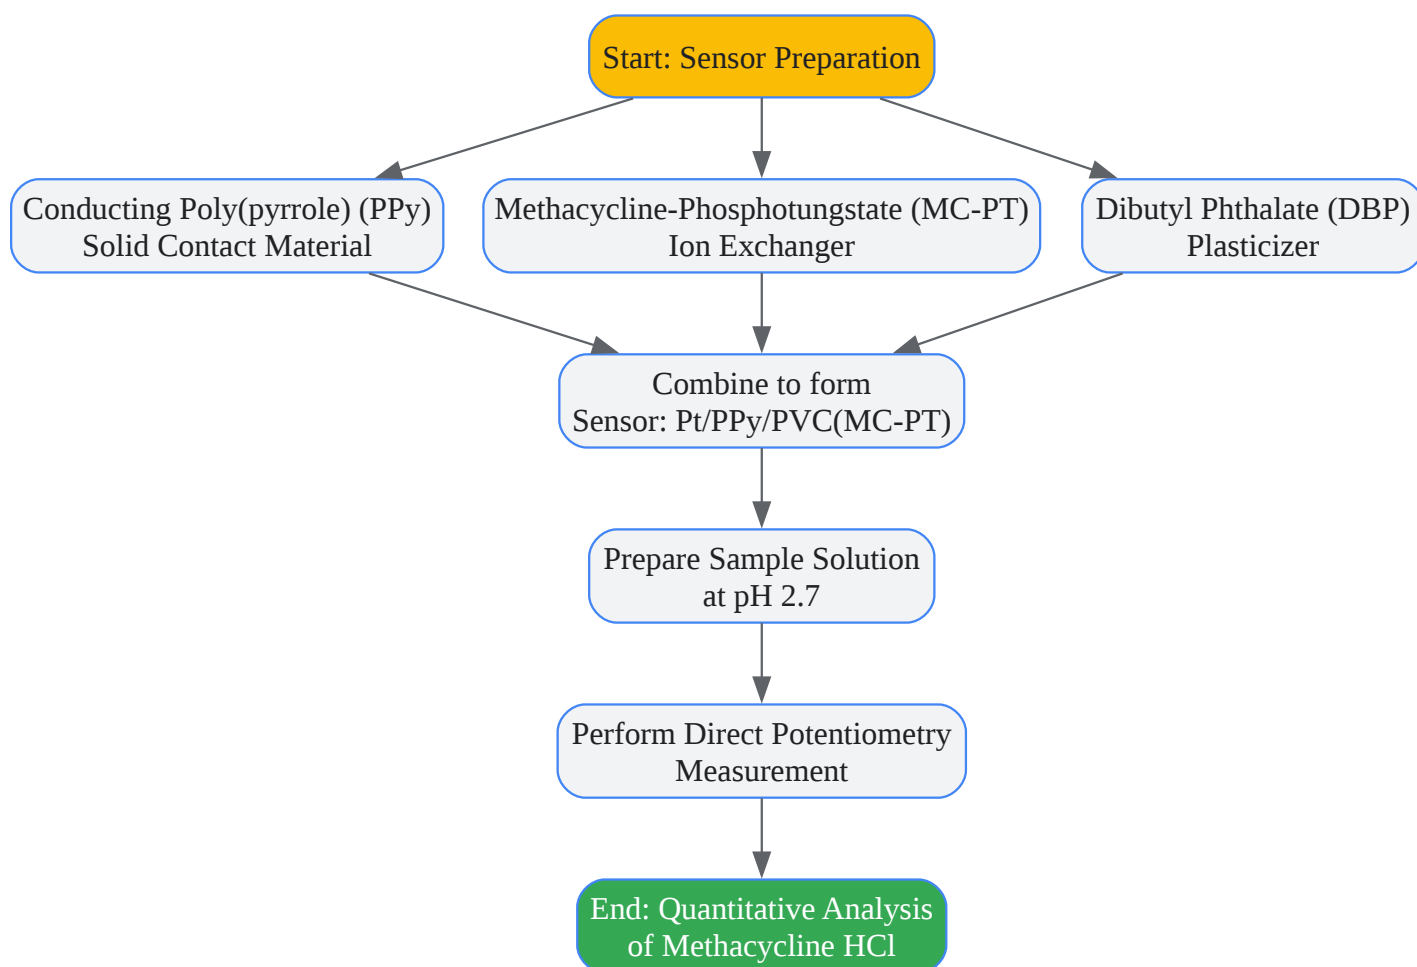 Start: Sensor Preparation
Conducting Poly(pyrrole) (PPy)
Solid Contact Material
Methacycline-Phosphotungstate (MC-PT)
Ion Exchanger
Dibutyl Phthalate (DBP)
Plasticizer
Combine to form
Sensor: Pt/PPy/PVC(MC-PT)
Prepare Sample Solution
at pH 2.7
Perform Direct Potentiometry
Measurement
End: Quantitative Analysis
of Methacycline HCl